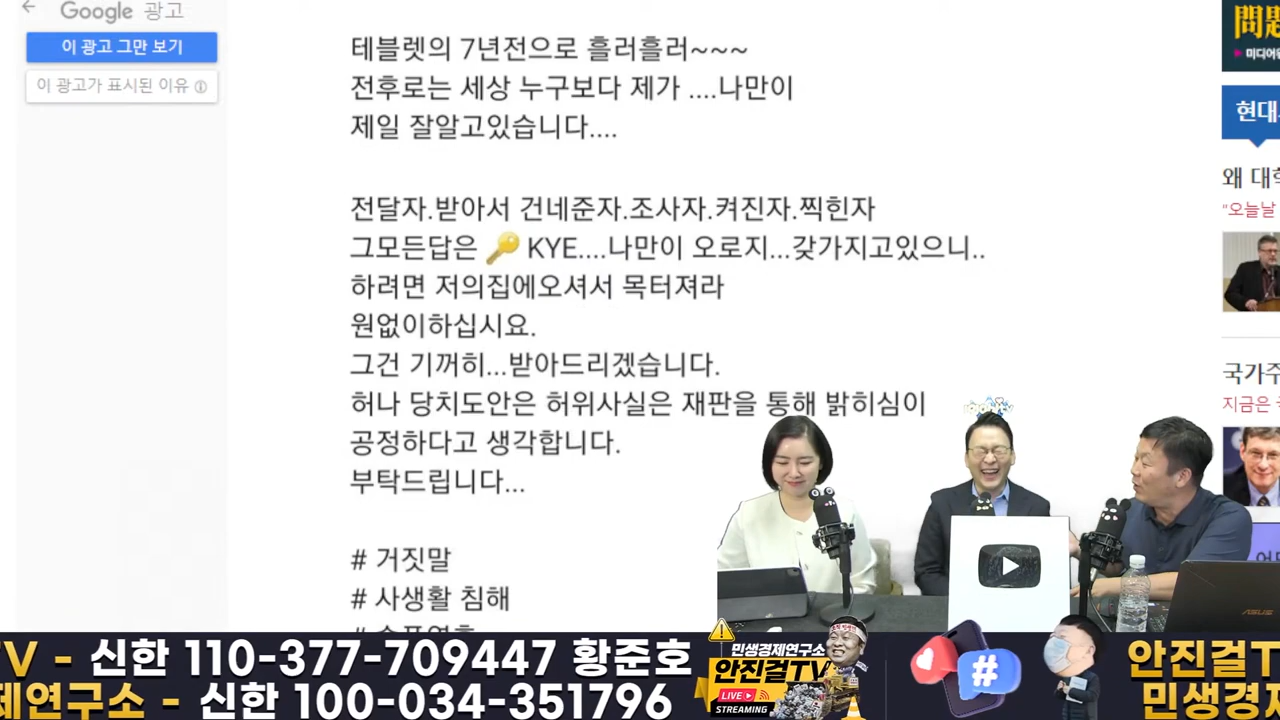 Google 광고
이 광고 그만 보기
이 광고가 표시된 이유
테블렛의 7년전으로 흘러흘러~~~
전후로는 세상 누구보다 제가 ....나만이
제일 잘알고있습니다....
전달자.받아서 건네준자.조사자.켜진자.찍힌자
그모든답은 🔑 KYE....나만이 오로지...갖가지고있으니..
하려면 저의집에오셔서 목터져라
원없이하십시요.
그건 기꺼히...받아드리겠습니다.
허나 당치도안은 허위사실은 재판을 통해 밝히심이
공정하다고 생각합니다.
부탁드립니다...
# 거짓말
# 사생활 침해
問題
미디어워
현대
왜 대학
"오늘날
국가주
지금은
ASUS
TV - 신한 110-377-709447 황준호
제연구소 - 신한 100-034-351796
민생경제연구소
안진걸TV
LIVE
STREAMING
#
안진걸T
민생경제